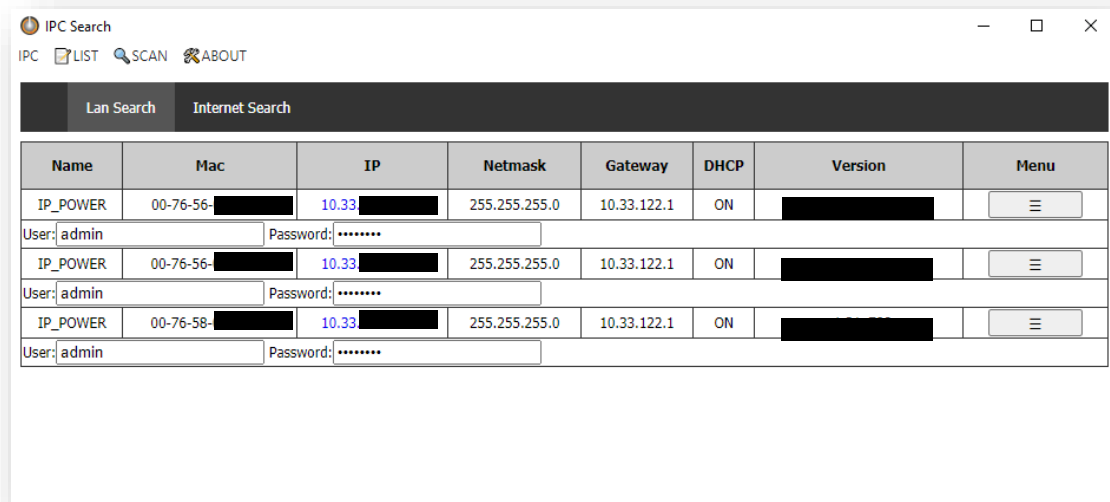 IPC Search
IPC LIST SCAN ABOUT
Lan Search Internet Search
Name Mac IP Netmask Gateway DHCP Version Menu
IP_POWER 00-76-56- 10.33. 255.255.255.0 10.33.122.1 ON ☰
User: admin Password: ••••••••
IP_POWER 00-76-56- 10.33. 255.255.255.0 10.33.122.1 ON ☰
User: admin Password: ••••••••
IP_POWER 00-76-58- 10.33. 255.255.255.0 10.33.122.1 ON ☰
User: admin Password: ••••••••